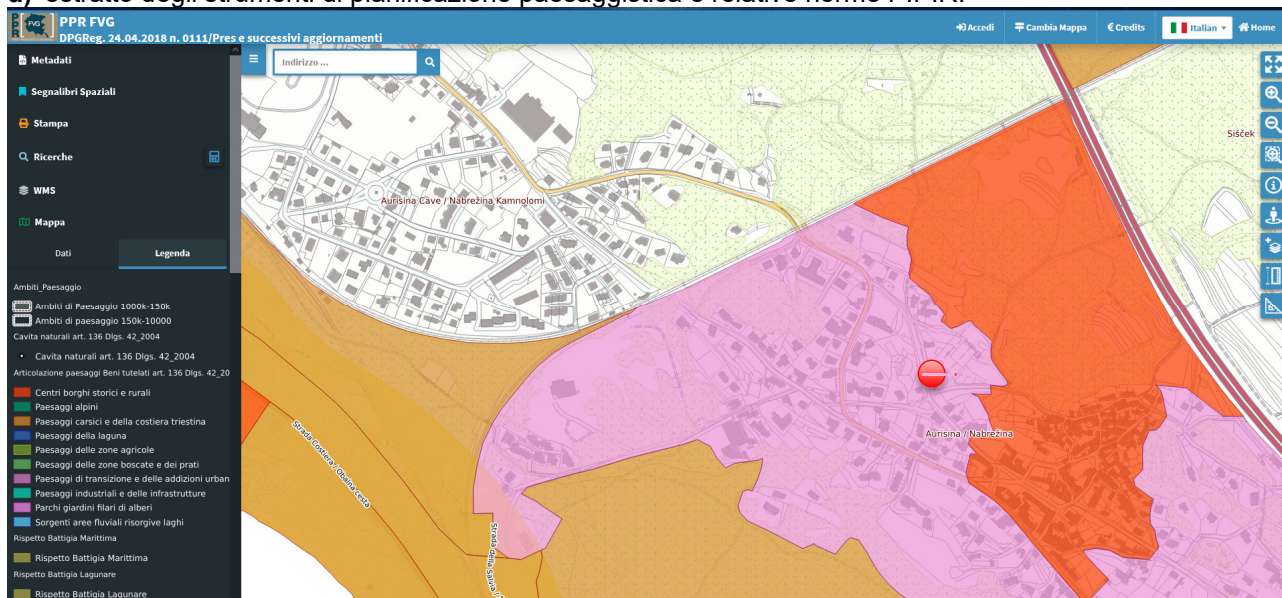 PPR FVG
DPGReg. 24.04.2018 n. 0111/Pres e successivi aggiornamenti
Accedi
Cambia Mappa
Credits
Italian
Home
Metadati
Segnalibri Spaziali
Stampa
Ricerche
WMS
Mappa
Dati
Legenda
Ambiti_Paesaggio
Ambiti di Paesaggio 1000k-150k
Ambiti di paesaggio 150k-10000
Cavita naturali art. 136 Dlgs. 42_2004
Cavita naturali art. 136 Dlgs. 42_2004
Articolazione paesaggi Beni tutelati art. 136 Dlgs. 42_20
Centri borghi storici e rurali
Paesaggi alpini
Paesaggi carsici e della costiera triestina
Paesaggi della laguna
Paesaggi delle zone agricole
Paesaggi delle zone boscate e dei prati
Paesaggi di transizione e delle addizioni urban
Paesaggi industriali e delle infrastrutture
Parchi giardini filari di alberi
Sorgenti aree fluviali risorgive laghi
Rispetto Battigia Marittima
Rispetto Battigia Marittima
Rispetto Battigia Lagunare
Rispetto Battigia Lagunare
Indirizzo ...
Sišček
Aurisina Cave / Nabrežina Kamnolomi
Aurisina / Nabrežina
Strada Costiera / Obalna cesta
Strada della